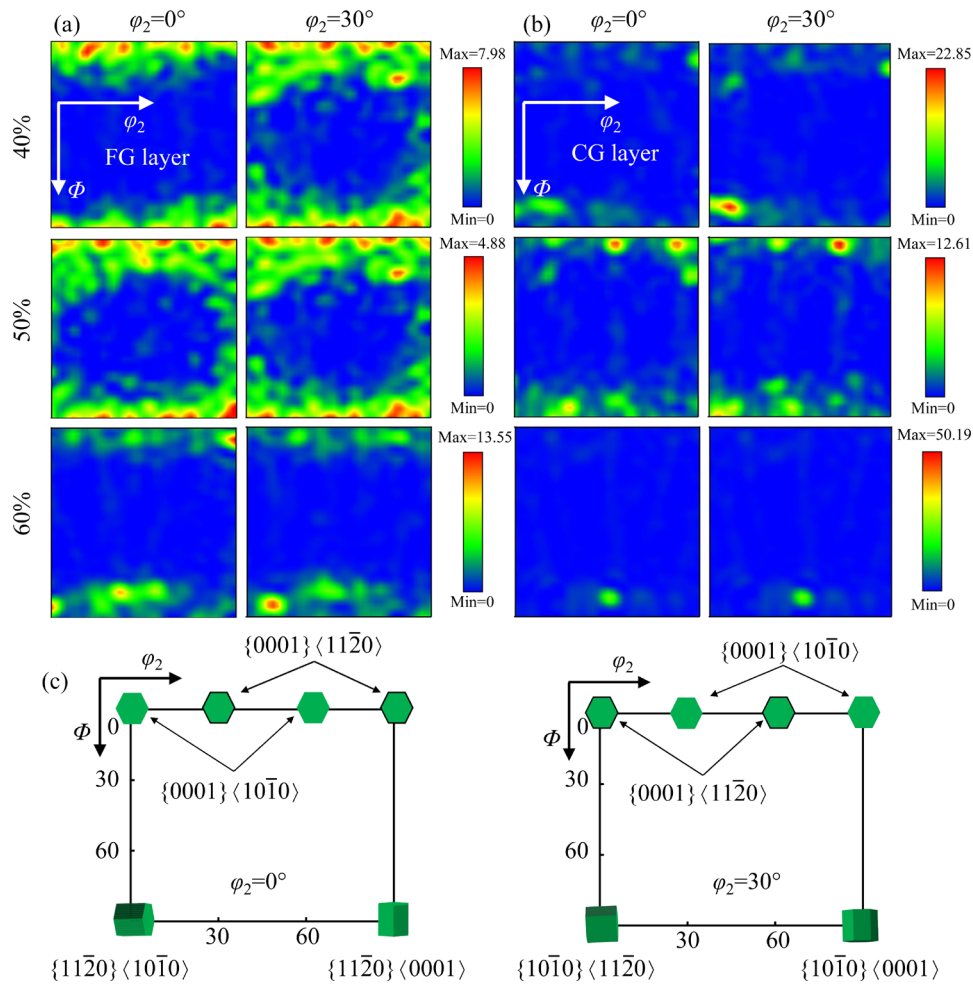 (a) φ₂=0° φ₂=30° (b) φ₂=0° φ₂=30°
Max=7.98 Max=22.85
40%
φ₂ φ₂
FG layer CG layer
Φ Φ
Min=0 Min=0
Max=4.88 Max=12.61
50%
Min=0 Min=0
Max=13.55 Max=50.19
60%
Min=0 Min=0
{0001}⟨112̄0⟩ {0001}⟨101̄0⟩
(c) φ₂ φ₂
Φ 0 Φ 0
30 {0001}⟨101̄0⟩ 30 {0001}⟨112̄0⟩
60 60
φ₂=0° φ₂=30°
30 60 30 60
{112̄0}⟨101̄0⟩ {112̄0}⟨0001⟩ {101̄0}⟨112̄0⟩ {101̄0}⟨0001⟩